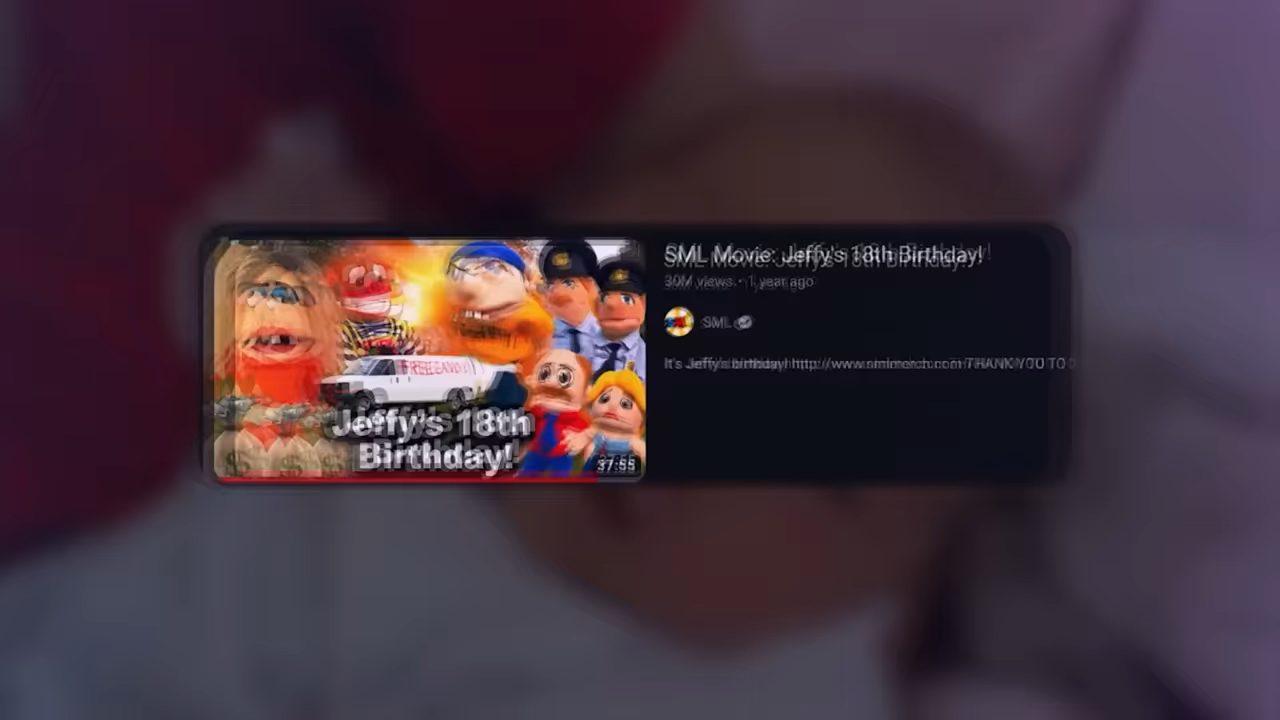 SML Movie: Jeffy's 18th Birthday!
30M views · 1 year ago
SML
It's Jeffy's birthday! http://www.smlmerch.com THANK YOU TO
Jeffy's 18th
Birthday!
37:55